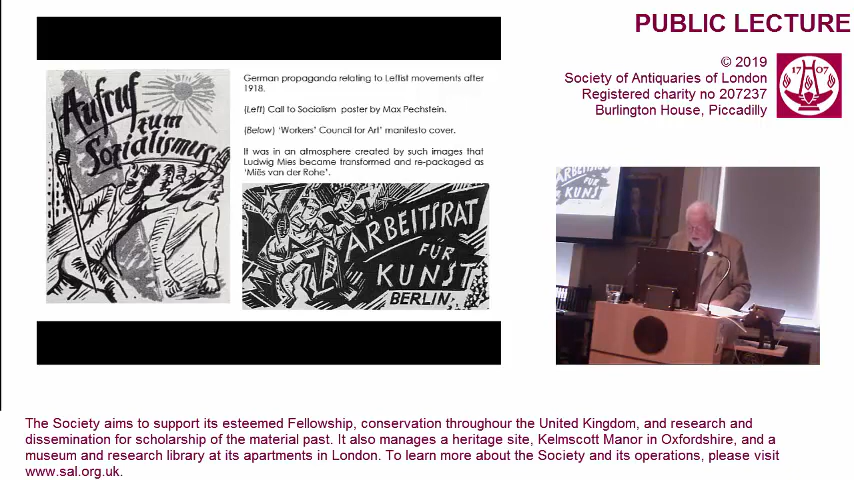 PUBLIC LECTURE
© 2019
Society of Antiquaries of London
Registered charity no 207237
Burlington House, Piccadilly
1707
Aufruf
zum
Sozialismus
German propaganda relating to Leftist movements after
1918.
(Left) Call to Socialism poster by Max Pechstein.
(Below) 'Workers' Council for Art' manifesto cover.
It was in an atmosphere created by such images that
Ludwig Mies became transformed and re-packaged as
'Miës van der Rohe'.
ARBEITSRAT
FÜR
KUNST
BERLIN
ARBEITSRAT
FÜR
KUNST
The Society aims to support its esteemed Fellowship, conservation throughour the United Kingdom, and research and
dissemination for scholarship of the material past. It also manages a heritage site, Kelmscott Manor in Oxfordshire, and a
museum and research library at its apartments in London. To learn more about the Society and its operations, please visit
www.sal.org.uk.